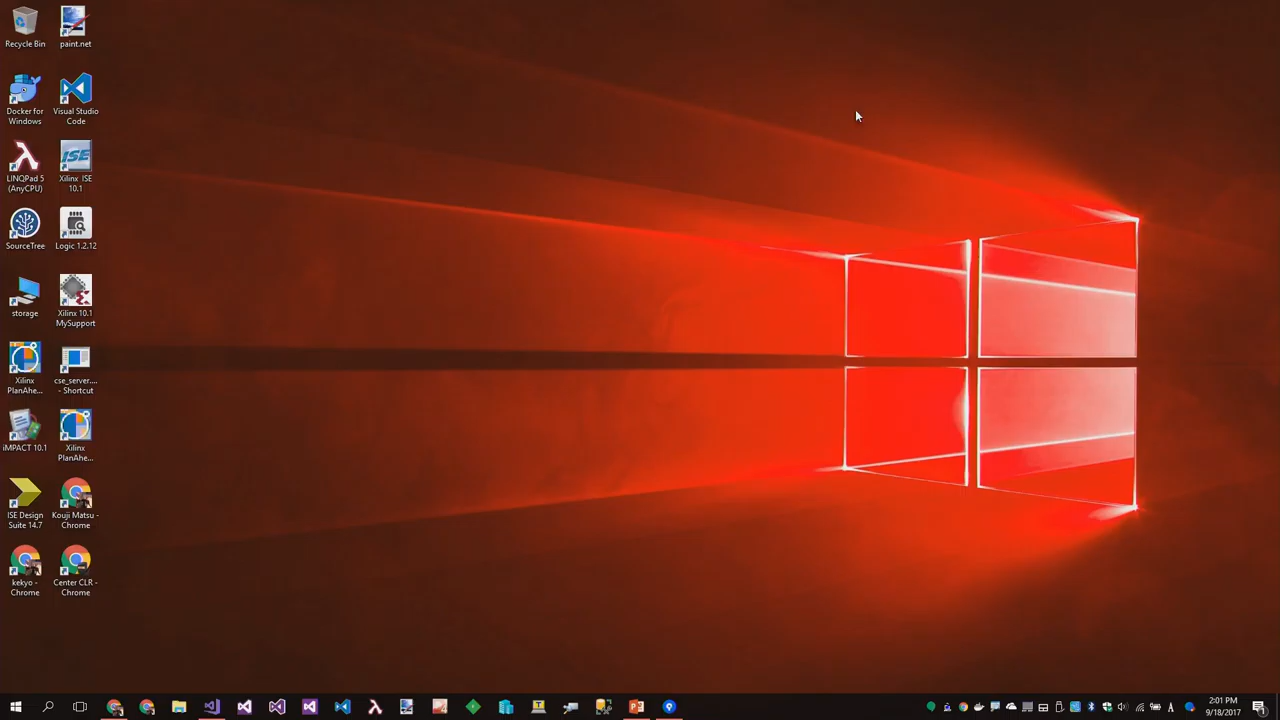 Recycle Bin
paint.net
Docker for
Windows
Visual Studio
Code
LINQPad 5
(AnyCPU)
Xilinx ISE
10.1
SourceTree
Logic 1.2.12
storage
Xilinx 10.1
MySupport
Xilinx
PlanAhe...
cse_server....
- Shortcut
iMPACT 10.1
Xilinx
PlanAhe...
ISE Design
Suite 14.7
Kouji Matsu -
Chrome
kekyo -
Chrome
Center CLR -
Chrome
ISE
2:01 PM
9/18/2017